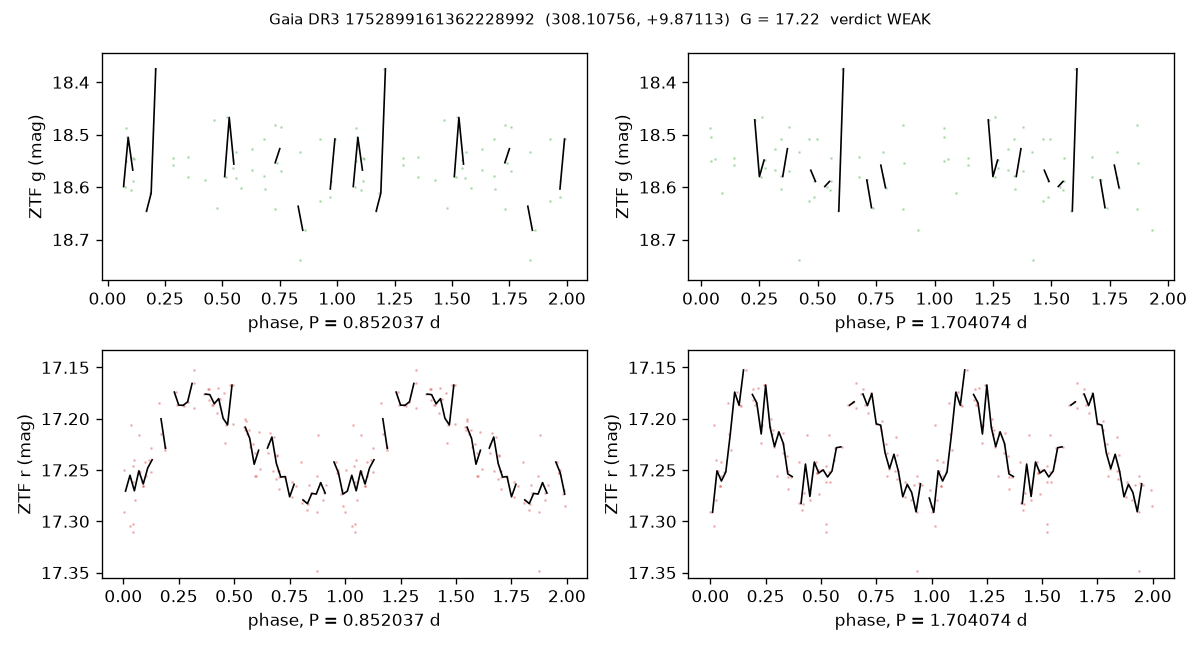 Gaia DR3 1752899161362228992 (308.10756, +9.87113) G = 17.22 verdict WEAK
ZTF g (mag)
18.4
18.5
18.6
18.7
0.00 0.25 0.50 0.75 1.00 1.25 1.50 1.75 2.00
phase, P = 0.852037 d
ZTF g (mag)
18.4
18.5
18.6
18.7
0.00 0.25 0.50 0.75 1.00 1.25 1.50 1.75 2.00
phase, P = 1.704074 d
ZTF r (mag)
17.15
17.20
17.25
17.30
17.35
0.00 0.25 0.50 0.75 1.00 1.25 1.50 1.75 2.00
phase, P = 0.852037 d
ZTF r (mag)
17.15
17.20
17.25
17.30
17.35
0.00 0.25 0.50 0.75 1.00 1.25 1.50 1.75 2.00
phase, P = 1.704074 d